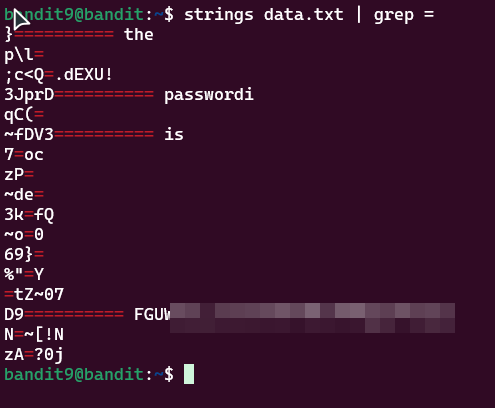 bandit9@bandit:~$ strings data.txt | grep =
}========== the
p\l=
;c<Q=.dEXU!
3JprD========== passwordi
qC(=
~fDV3========== is
7=oc
zP=
~de=
3k=fQ
~o=0
69}=
%"=Y
=tZ~07
D9========== FGUW
N=~[!N
zA=?0j
bandit9@bandit:~$